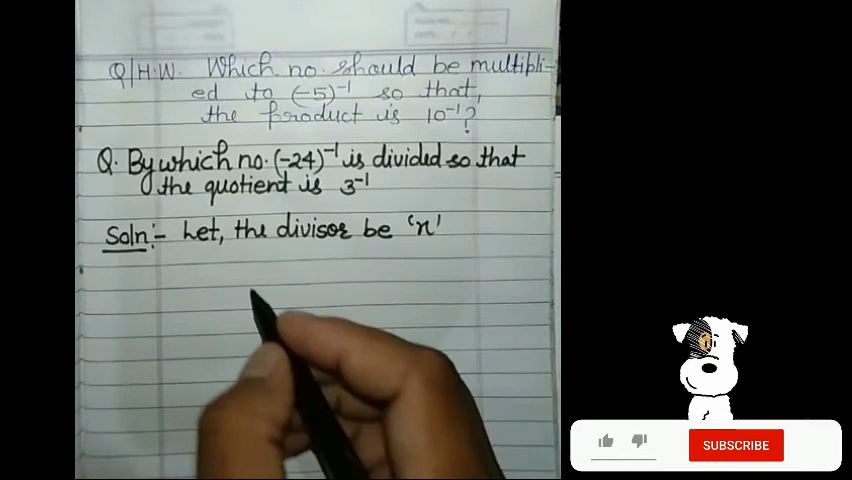 Q/H.W. Which no. should be multipli-
ed to (-5)⁻¹ so that,
the product is 10⁻¹?
Q. By which no. (-24)⁻¹ is divided so that
the quotient is 3⁻¹
Soln:- Let, the divisor be 'x'
SUBSCRIBE